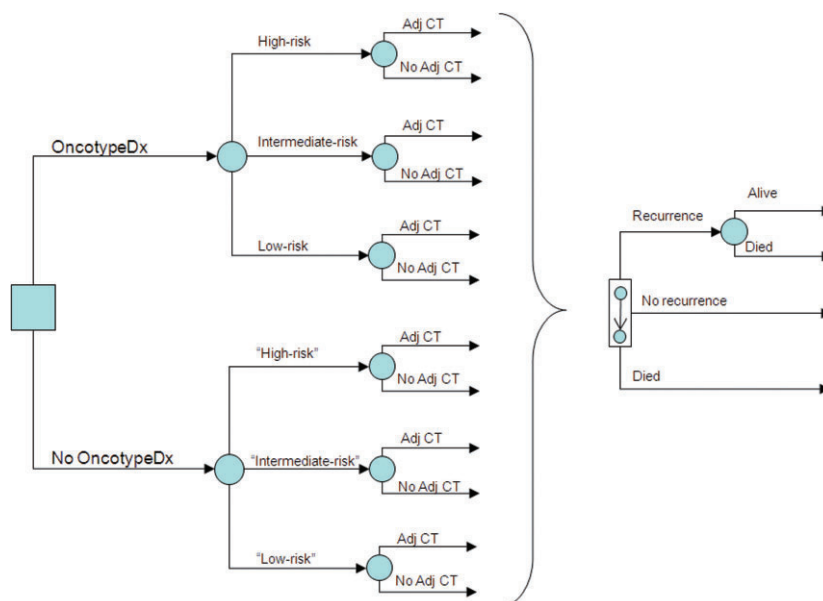 High-risk
Adj CT
No Adj CT
OncotypeDx
Intermediate-risk
Adj CT
No Adj CT
Low-risk
Adj CT
No Adj CT
"High-risk"
Adj CT
No Adj CT
No OncotypeDx
"Intermediate-risk"
Adj CT
No Adj CT
"Low-risk"
Adj CT
No Adj CT
Recurrence
Alive
Died
No recurrence
Died